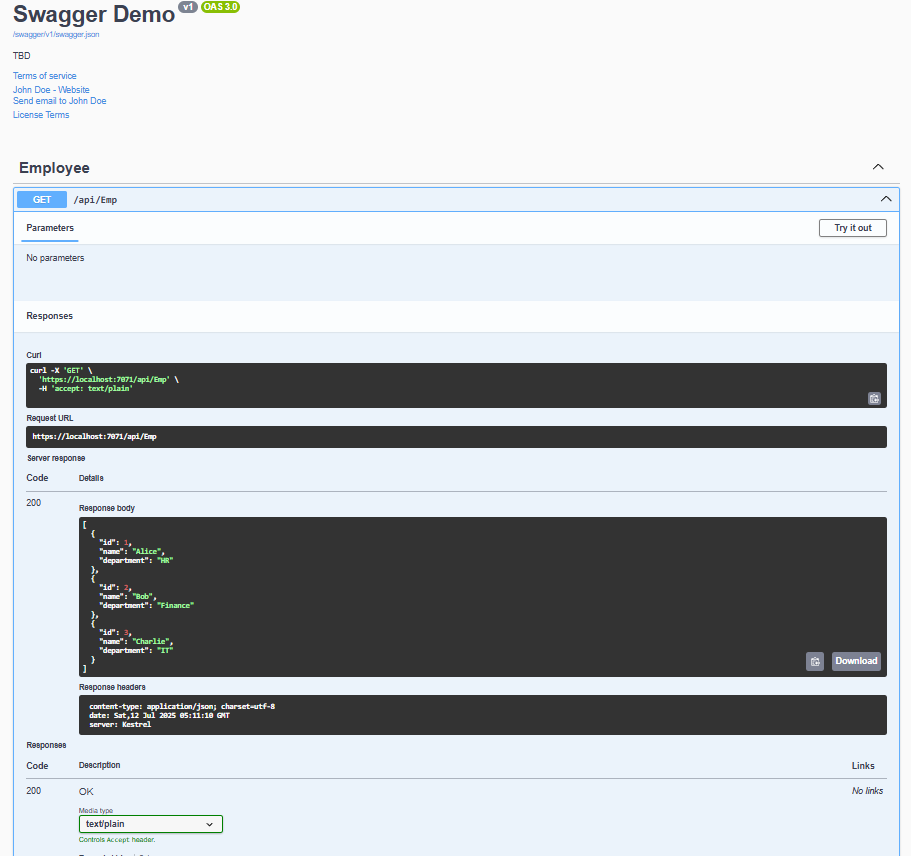 Swagger Demo v1 OAS 3.0
/swagger/v1/swagger.json
TBD
Terms of service
John Doe - Website
Send email to John Doe
License Terms
Employee
GET /api/Emp
Parameters Try it out
No parameters
Responses
Curl
curl -X 'GET' \
'https://localhost:7071/api/Emp' \
-H 'accept: text/plain'
Request URL
https://localhost:7071/api/Emp
Server response
Code Details
200
Response body
[
{
"id": 1,
"name": "Alice",
"department": "HR"
},
{
"id": 2,
"name": "Bob",
"department": "Finance"
},
{
"id": 3,
"name": "Charlie",
"department": "IT"
}
]
Download
Response headers
content-type: application/json; charset=utf-8
date: Sat,12 Jul 2025 05:11:10 GMT
server: Kestrel
Responses
Code Description Links
200 OK No links
Media type
text/plain
Controls Accept header.